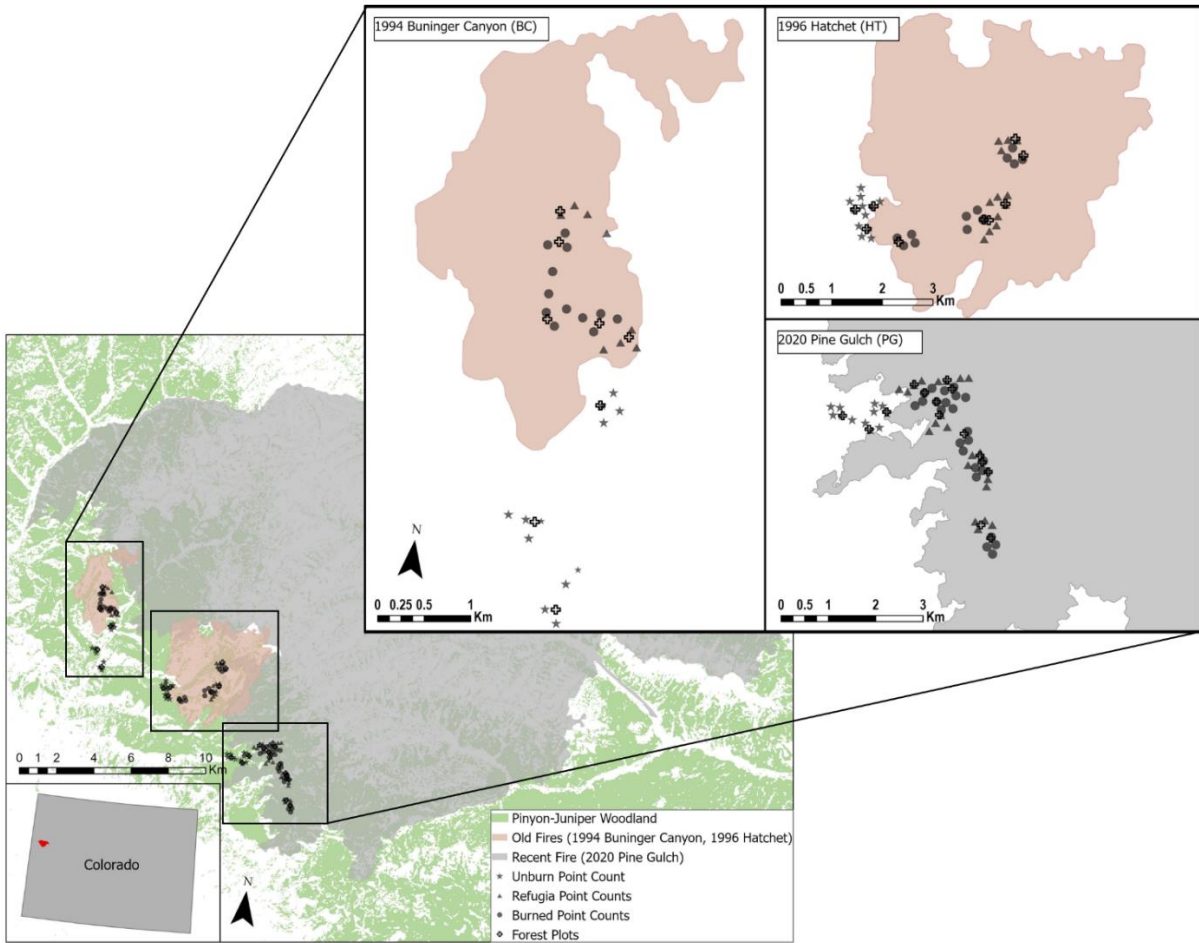 1994 Buninger Canyon (BC)
N
0 0.25 0.5 1
Km
1996 Hatchet (HT)
0 0.5 1 2 3
Km
2020 Pine Gulch (PG)
0 0.5 1 2 3
Km
0 1 2 4 6 8 10
Km
Colorado
N
Pinyon-Juniper Woodland
Old Fires (1994 Buninger Canyon, 1996 Hatchet)
Recent Fire (2020 Pine Gulch)
Unburn Point Count
Refugia Point Counts
Burned Point Counts
Forest Plots